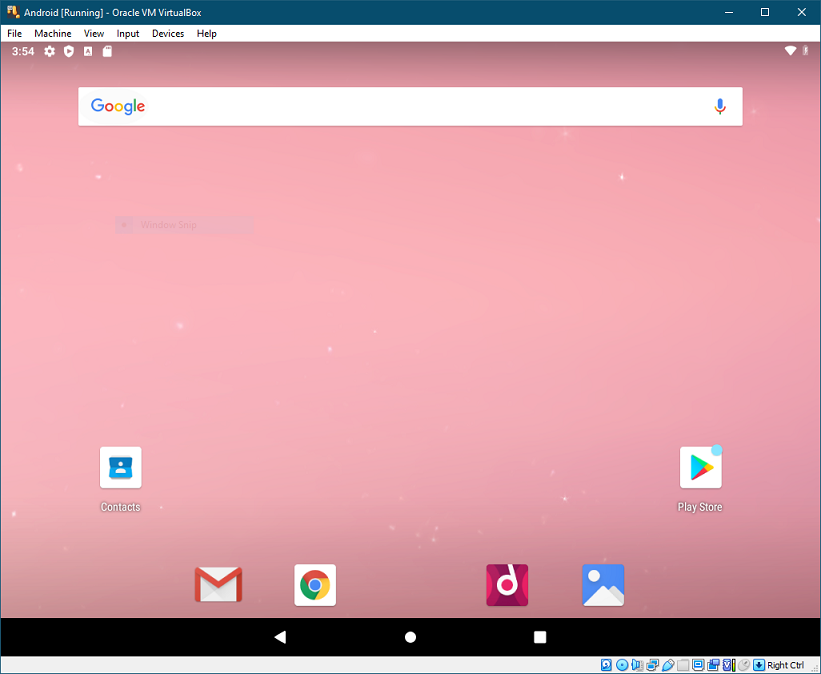 Android [Running] - Oracle VM VirtualBox
File Machine View Input Devices Help
3:54
Google
Window Snip
Contacts
Play Store
Right Ctrl